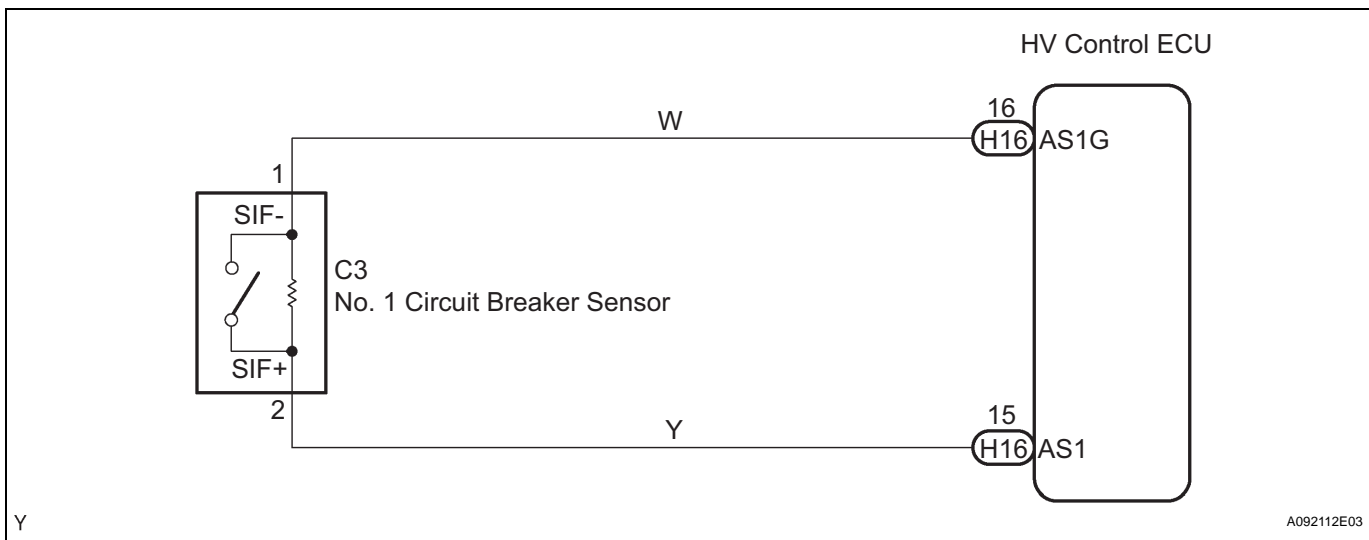 HV Control ECU
W
16
H16 AS1G
1
SIF-
C3
No. 1 Circuit Breaker Sensor
SIF+
2
Y
15
H16 AS1
Y
A092112E03